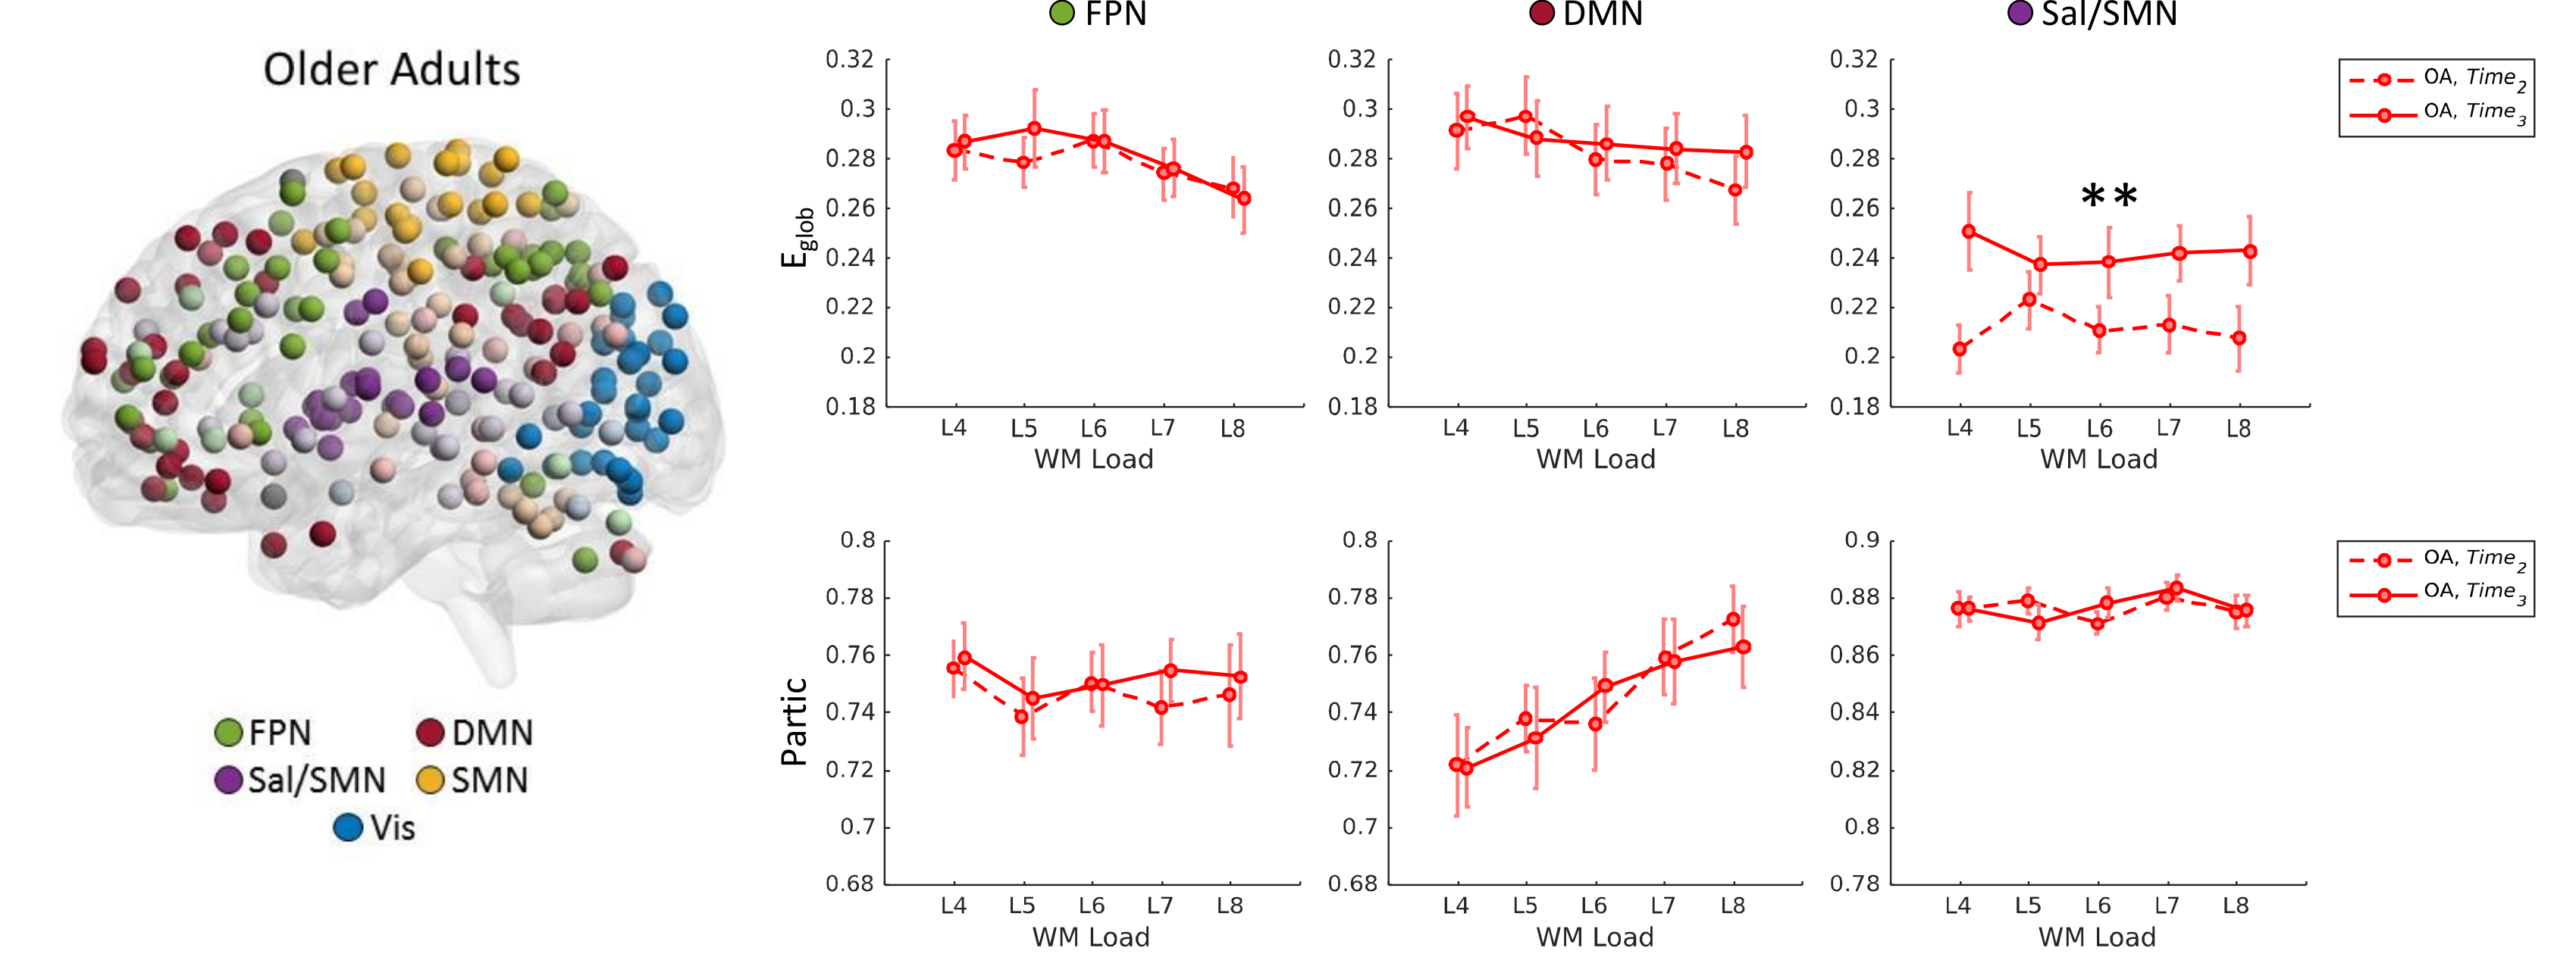 Older Adults
FPN
DMN
Sal/SMN
SMN
Vis
FPN
DMN
Sal/SMN
E_glob
0.32
0.3
0.28
0.26
0.24
0.22
0.2
0.18
L4 L5 L6 L7 L8
WM Load
0.32
0.3
0.28
0.26
0.24
0.22
0.2
0.18
L4 L5 L6 L7 L8
WM Load
0.32
0.3
0.28
0.26
0.24
0.22
0.2
0.18
**
L4 L5 L6 L7 L8
WM Load
OA, Time2
OA, Time3
Partic
0.8
0.78
0.76
0.74
0.72
0.7
0.68
L4 L5 L6 L7 L8
WM Load
0.8
0.78
0.76
0.74
0.72
0.7
0.68
L4 L5 L6 L7 L8
WM Load
0.9
0.88
0.86
0.84
0.82
0.8
0.78
L4 L5 L6 L7 L8
WM Load
OA, Time2
OA, Time3